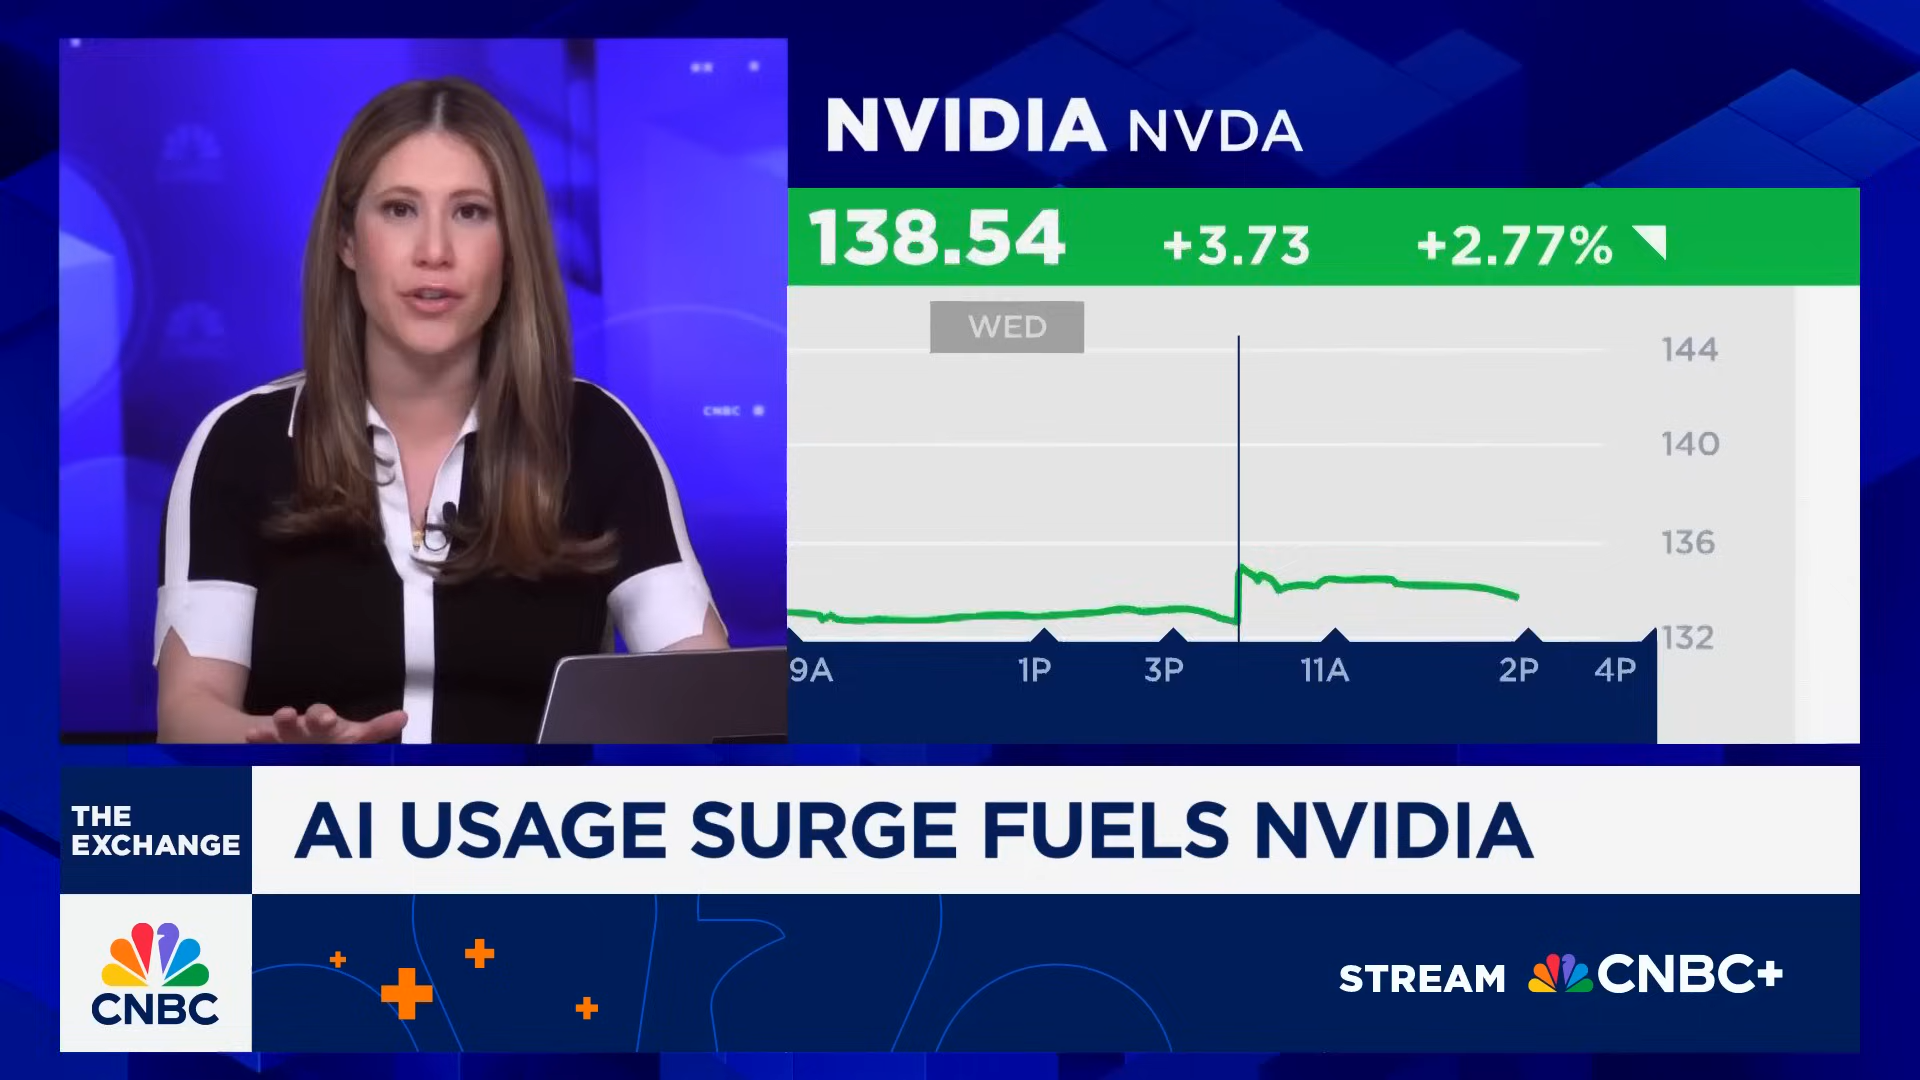 NVIDIA NVDA
138.54 +3.73 +2.77%
WED
144
140
136
132
9A 1P 3P 11A 2P 4P
CNBC
THE
EXCHANGE
AI USAGE SURGE FUELS NVIDIA
CNBC
STREAM CNBC+